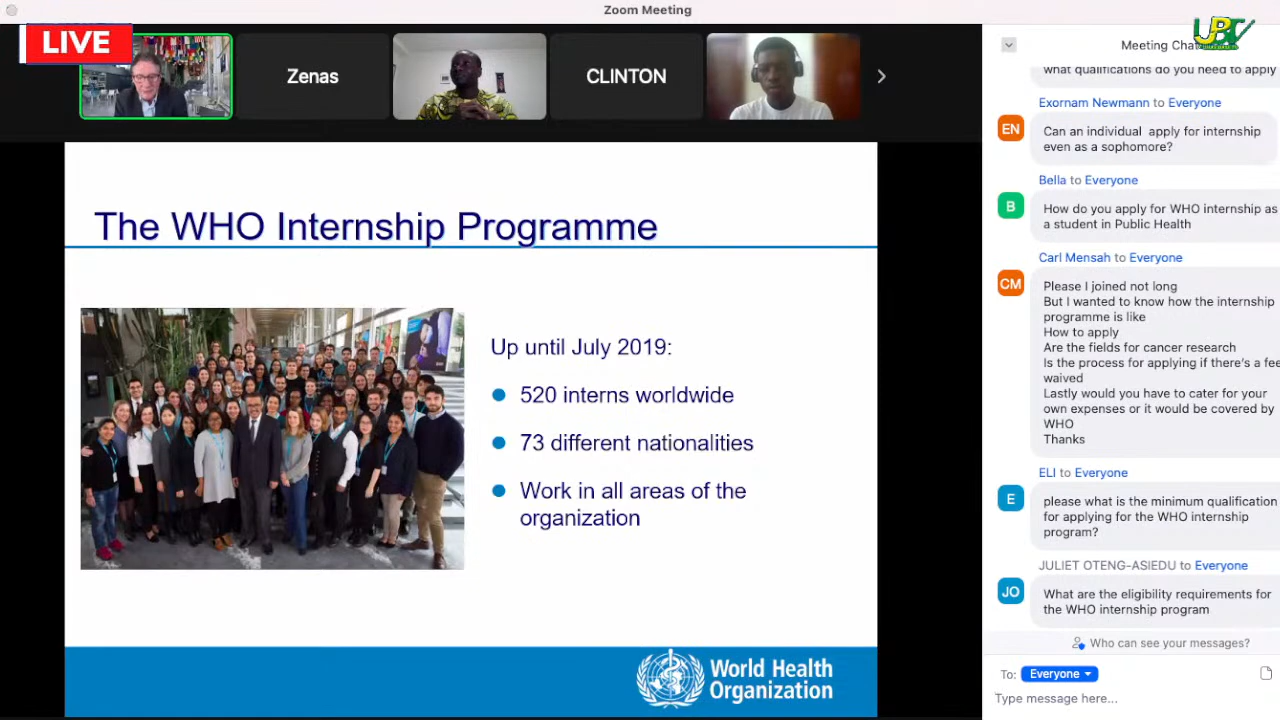 Zoom Meeting
LIVE
Zenas
CLINTON
The WHO Internship Programme
Up until July 2019:
520 interns worldwide
73 different nationalities
Work in all areas of the
organization
World Health
Organization
Meeting Cha
what qualifications do you need to apply
Exornam Newmann to Everyone
EN
Can an individual apply for internship
even as a sophomore?
Bella to Everyone
B
How do you apply for WHO internship as
a student in Public Health
Carl Mensah to Everyone
CM
Please I joined not long
But I wanted to know how the internship
programme is like
How to apply
Are the fields for cancer research
Is the process for applying if there's a fee
waived
Lastly would you have to cater for your
own expenses or it would be covered by
WHO
Thanks
ELI to Everyone
E
please what is the minimum qualification
for applying for the WHO internship
program?
JULIET OTENG-ASIEDU to Everyone
JO
What are the eligibility requirements for
the WHO internship program
Who can see your messages?
To: Everyone
Type message here...